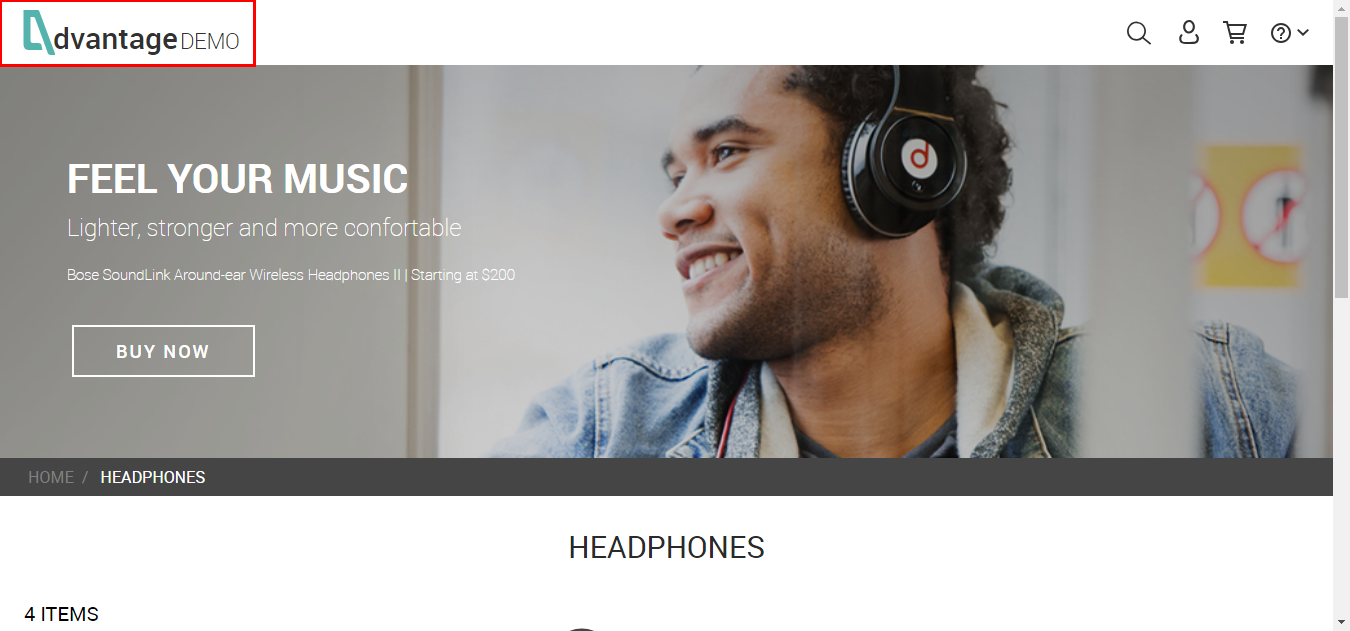 dvantage DEMO
FEEL YOUR MUSIC
Lighter, stronger and more confortable
Bose SoundLink Around-ear Wireless Headphones II | Starting at $200
BUY NOW
HOME / HEADPHONES
HEADPHONES
4 ITEMS